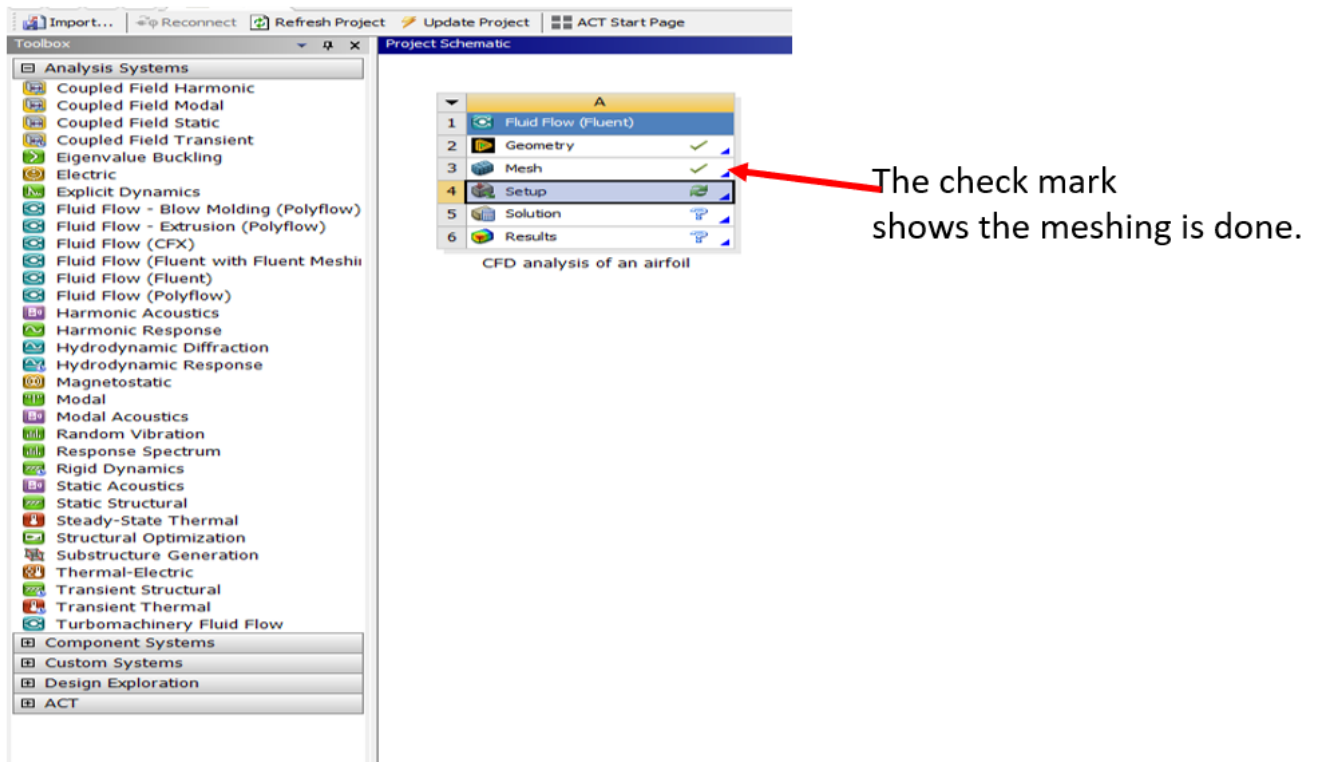 Import... Reconnect Refresh Project Update Project ACT Start Page
Toolbox
Project Schematic
Analysis Systems
Coupled Field Harmonic
Coupled Field Modal
Coupled Field Static
Coupled Field Transient
Eigenvalue Buckling
Electric
Explicit Dynamics
Fluid Flow - Blow Molding (Polyflow)
Fluid Flow - Extrusion (Polyflow)
Fluid Flow (CFX)
Fluid Flow (Fluent with Fluent Meshin
Fluid Flow (Fluent)
Fluid Flow (Polyflow)
Harmonic Acoustics
Harmonic Response
Hydrodynamic Diffraction
Hydrodynamic Response
Magnetostatic
Modal
Modal Acoustics
Random Vibration
Response Spectrum
Rigid Dynamics
Static Acoustics
Static Structural
Steady-State Thermal
Structural Optimization
Substructure Generation
Thermal-Electric
Transient Structural
Transient Thermal
Turbomachinery Fluid Flow
Component Systems
Custom Systems
Design Exploration
ACT
A
1 Fluid Flow (Fluent)
2 Geometry
3 Mesh
4 Setup
5 Solution
6 Results
CFD analysis of an airfoil
The check mark
shows the meshing is done.